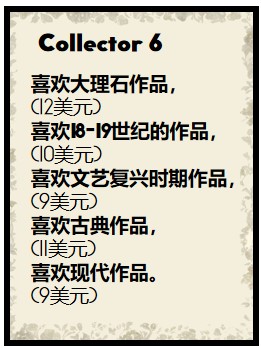 Collector 6
喜欢大理石作品，
(12美元)
喜欢18-19世纪的作品，
(10美元)
喜欢文艺复兴时期作品，
(9美元)
喜欢古典作品，
(11美元)
喜欢现代作品。
(9美元)